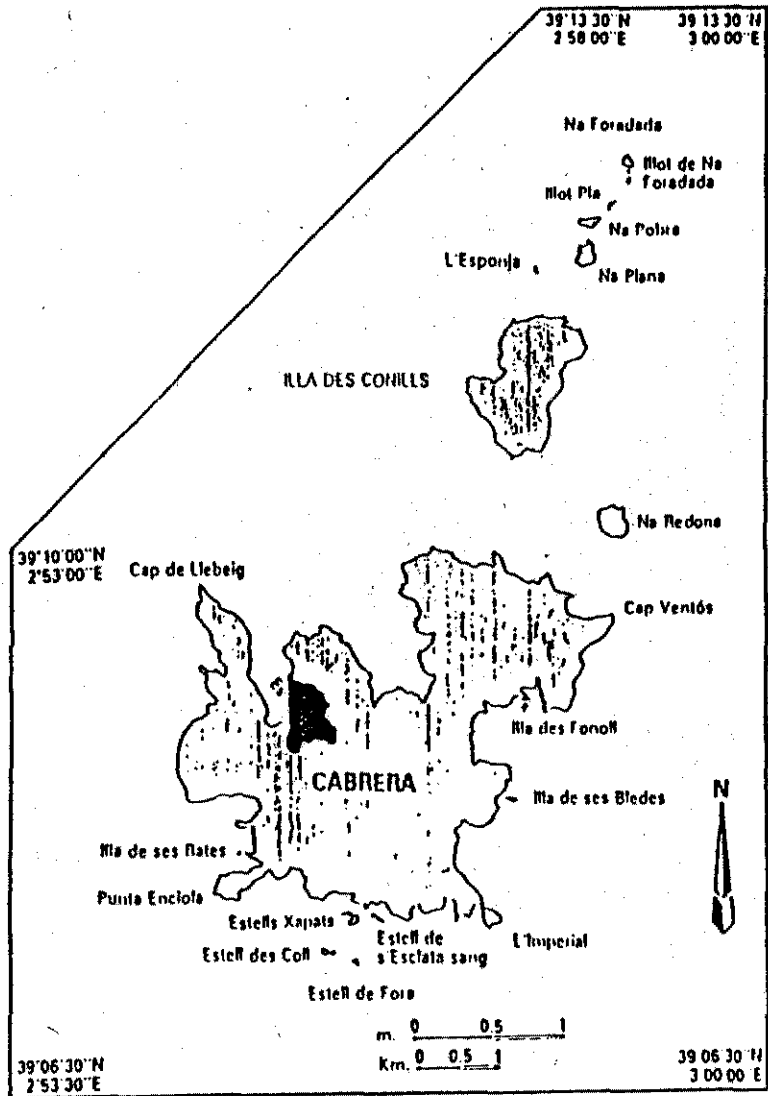 39°13'30''N 39°13'30''N
2°58'00''E 3°00'00''E
Na Foradada
Illot de Na
Foradada
Illot Pla
Na Pobra
L'Esponja
Na Plana
ILLA DES CONILLS
Na Redona
39°10'00''N
2°53'00''E
Cap de Llebeig
Cap Ventós
Illa des Fonoll
CABRERA
Illa de ses Bledes
N
Illa de ses Rates
Punta Enciola
Estells Xapats
Estell de
s'Esclata sang
L'Imperial
Estell des Coll
Estell de Fora
m. 0 0.5 1
Km. 0 0.5 1
39°06'30''N 39°06'30''N
2°53'30''E 3°00'00''E